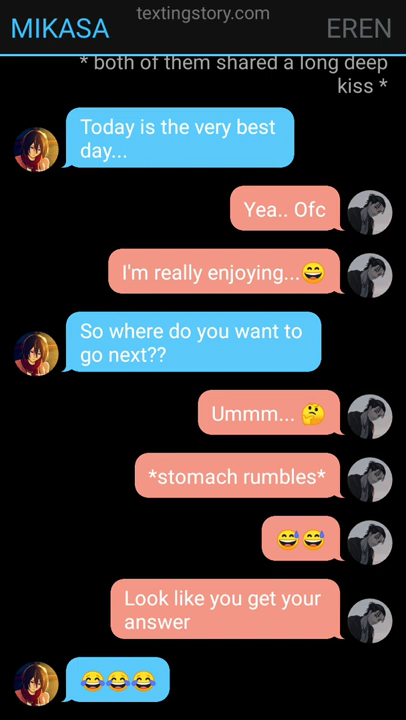 textingstory.com
MIKASA
EREN
* both of them shared a long deep
kiss *
Today is the very best
day...
Yea.. Ofc
I'm really enjoying...😄
So where do you want to
go next??
Ummm... 🤔
*stomach rumbles*
😅😅
Look like you get your
answer
😂😂😂